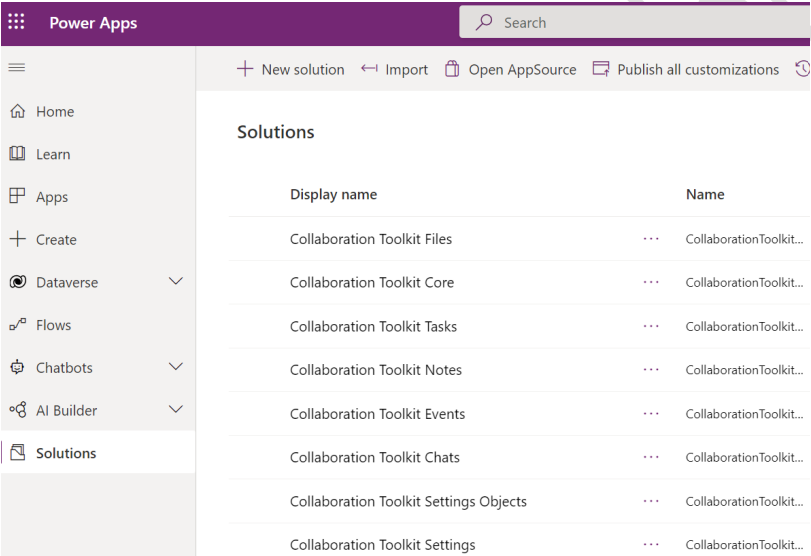 Power Apps
Search
New solution
Import
Open AppSource
Publish all customizations
Home
Learn
Apps
Create
Dataverse
Flows
Chatbots
AI Builder
Solutions
Solutions
Display name Name
Collaboration Toolkit Files ... CollaborationToolkit...
Collaboration Toolkit Core ... CollaborationToolkit...
Collaboration Toolkit Tasks ... CollaborationToolkit...
Collaboration Toolkit Notes ... CollaborationToolkit...
Collaboration Toolkit Events ... CollaborationToolkit...
Collaboration Toolkit Chats ... CollaborationToolkit...
Collaboration Toolkit Settings Objects ... CollaborationToolkit...
Collaboration Toolkit Settings ... CollaborationToolkit...